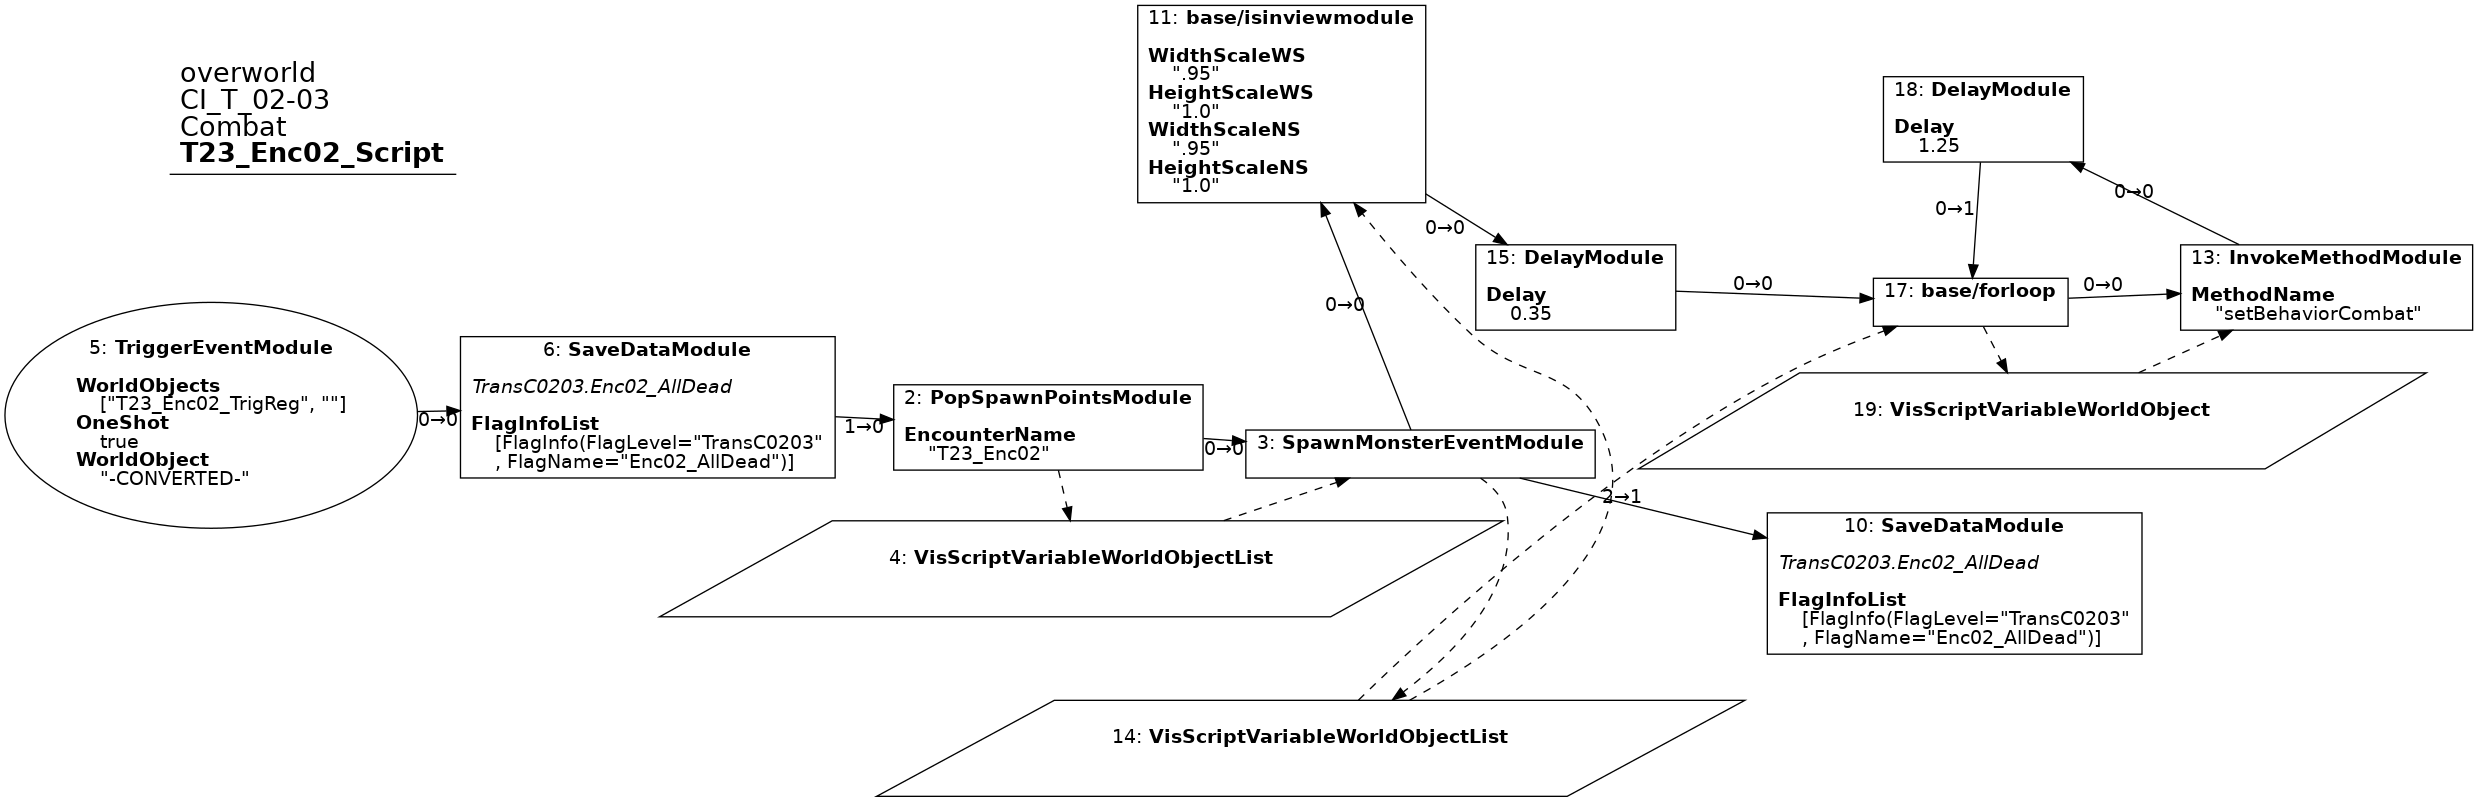 overworld
CI_T_02-03
Combat
T23_Enc02_Script
5: TriggerEventModule
WorldObjects
["T23_Enc02_TrigReg", ""]
OneShot
true
WorldObject
"-CONVERTED-"
0→0
6: SaveDataModule
TransC0203.Enc02_AllDead
FlagInfoList
[FlagInfo(FlagLevel="TransC0203"
, FlagName="Enc02_AllDead")]
1→0
2: PopSpawnPointsModule
EncounterName
"T23_Enc02"
0→0
3: SpawnMonsterEventModule
4: VisScriptVariableWorldObjectList
0→0
11: base/isinviewmodule
WidthScaleWS
".95"
HeightScaleWS
"1.0"
WidthScaleNS
".95"
HeightScaleNS
"1.0"
0→0
15: DelayModule
Delay
0.35
0→0
17: base/forloop
0→0
13: InvokeMethodModule
MethodName
"setBehaviorCombat"
0→0
18: DelayModule
Delay
1.25
0→1
19: VisScriptVariableWorldObject
2→1
10: SaveDataModule
TransC0203.Enc02_AllDead
FlagInfoList
[FlagInfo(FlagLevel="TransC0203"
, FlagName="Enc02_AllDead")]
14: VisScriptVariableWorldObjectList